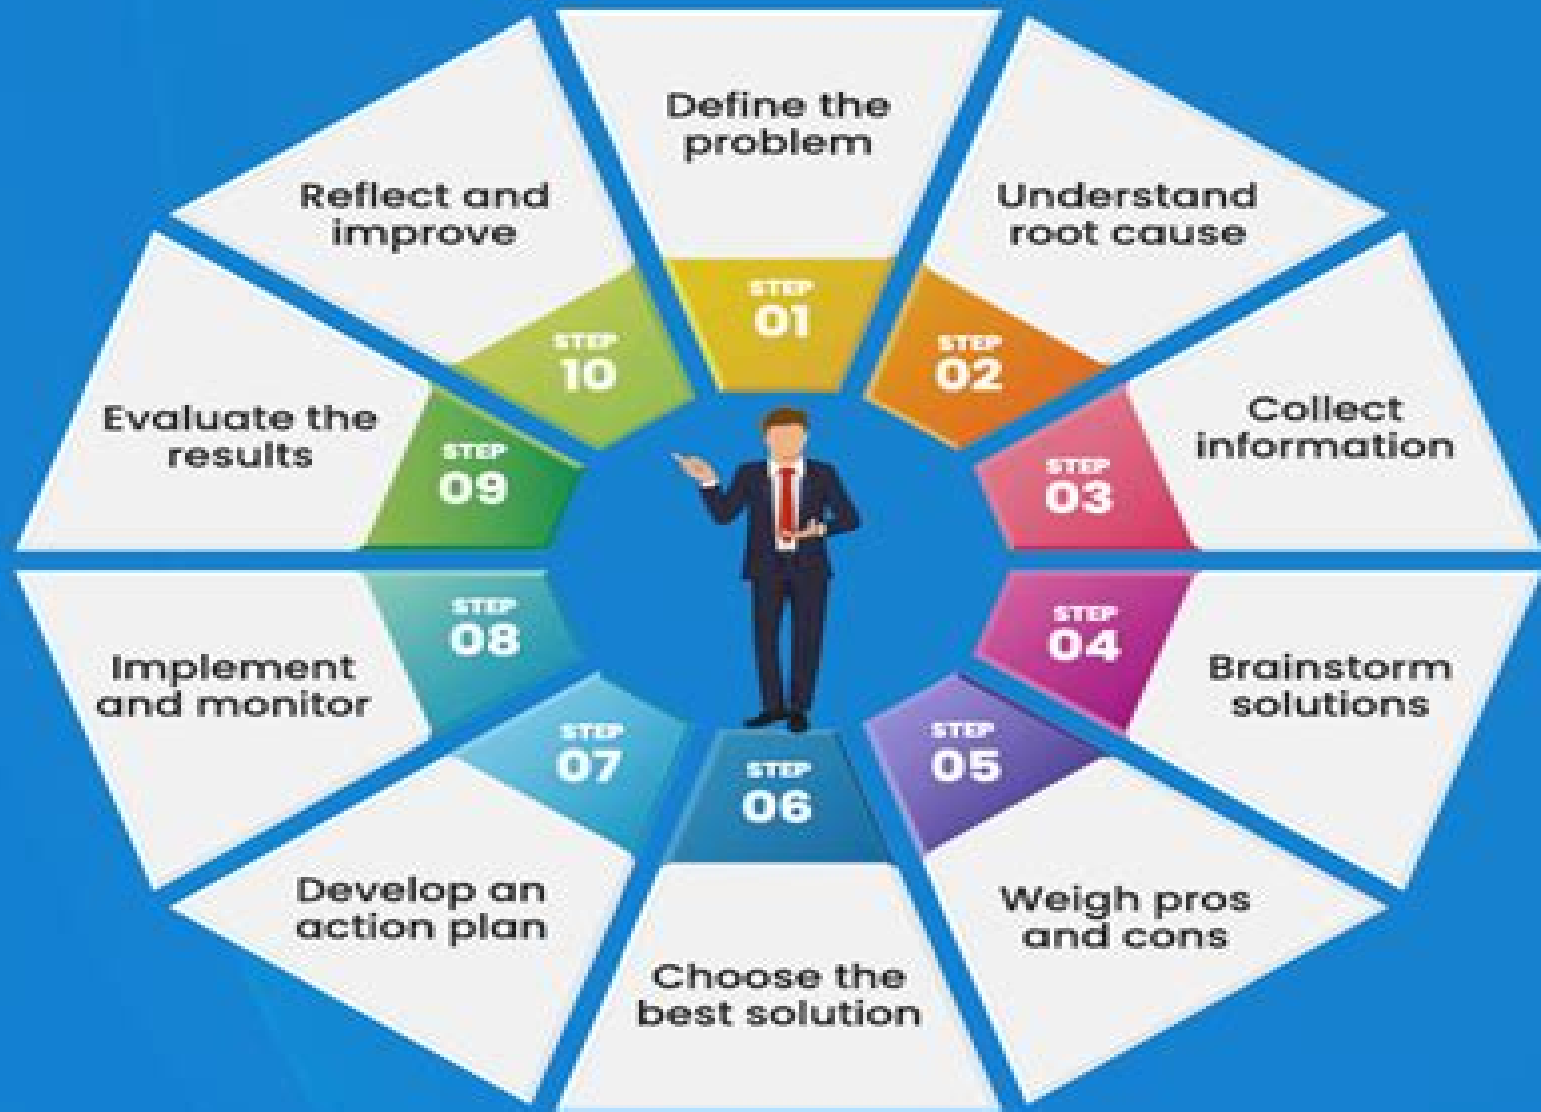 Define the
problem
STEP
01
Understand
root cause
STEP
02
Collect
information
STEP
03
Brainstorm
solutions
STEP
04
Weigh pros
and cons
STEP
05
Choose the
best solution
STEP
06
Develop an
action plan
STEP
07
Implement
and monitor
STEP
08
Evaluate the
results
STEP
09
Reflect and
improve
STEP
10